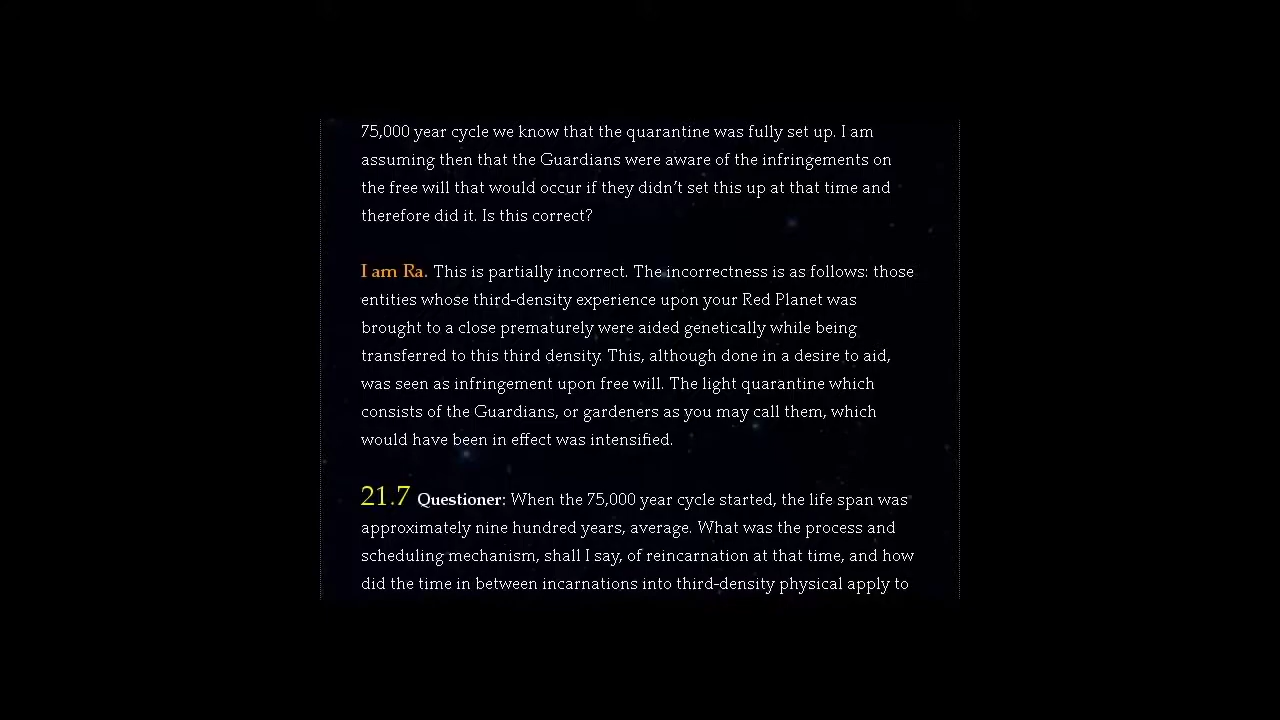 75,000 year cycle we know that the quarantine was fully set up. I am
assuming then that the Guardians were aware of the infringements on
the free will that would occur if they didn’t set this up at that time and
therefore did it. Is this correct?
I am Ra. This is partially incorrect. The incorrectness is as follows: those
entities whose third-density experience upon your Red Planet was
brought to a close prematurely were aided genetically while being
transferred to this third density. This, although done in a desire to aid,
was seen as infringement upon free will. The light quarantine which
consists of the Guardians, or gardeners as you may call them, which
would have been in effect was intensified.
21.7 Questioner: When the 75,000 year cycle started, the life span was
approximately nine hundred years, average. What was the process and
scheduling mechanism, shall I say, of reincarnation at that time, and how
did the time in between incarnations into third-density physical apply to